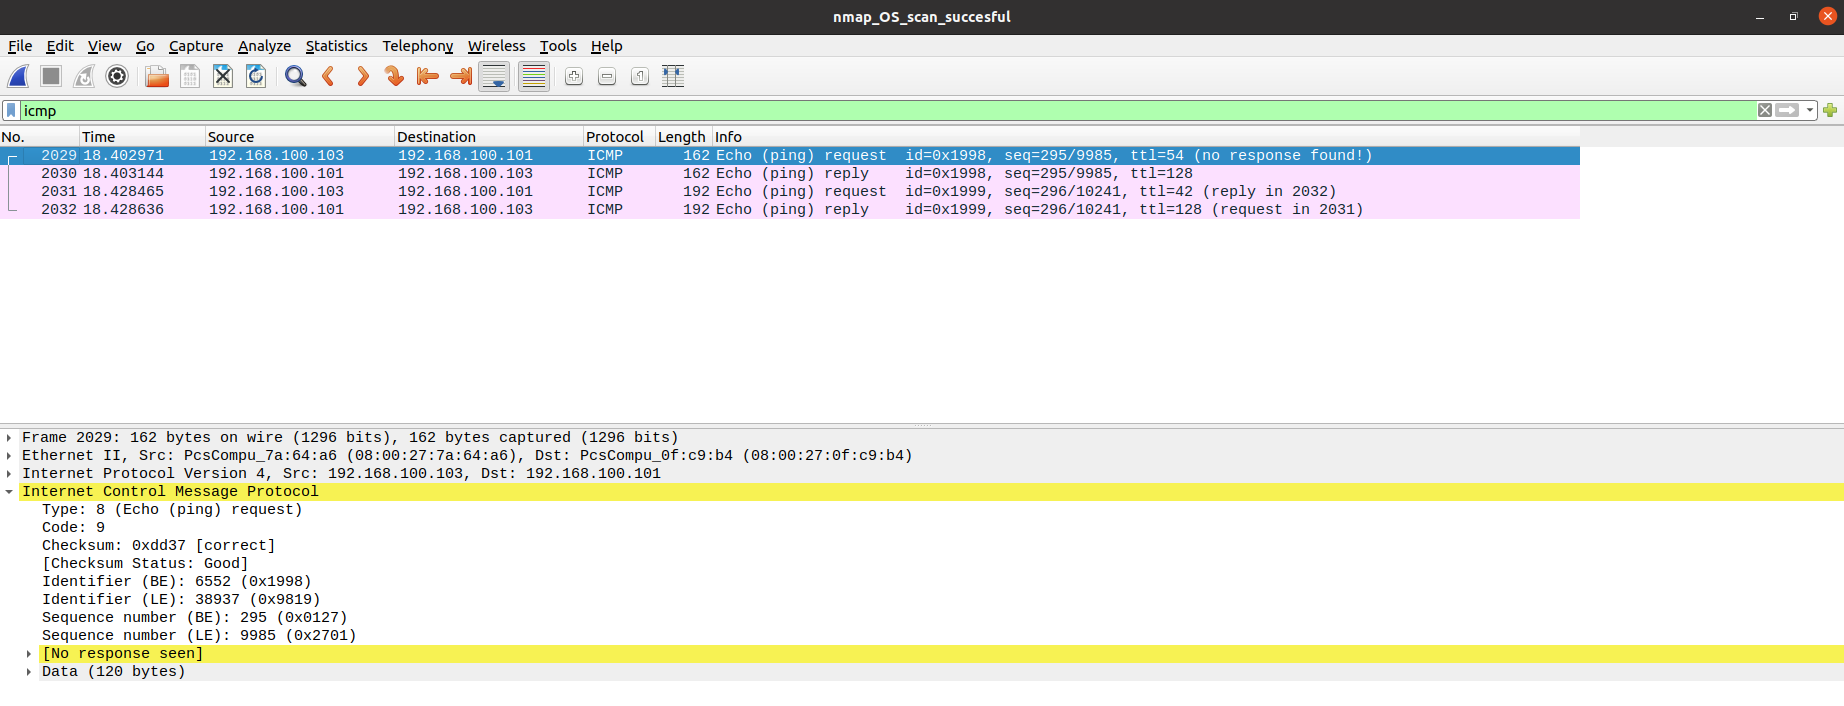 nmap_OS_scan_succesful
File Edit View Go Capture Analyze Statistics Telephony Wireless Tools Help
icmp
No. Time Source Destination Protocol Length Info
2029 18.402971 192.168.100.103 192.168.100.101 ICMP 162 Echo (ping) request id=0x1998, seq=295/9985, ttl=54 (no response found!)
2030 18.403144 192.168.100.101 192.168.100.103 ICMP 162 Echo (ping) reply id=0x1998, seq=295/9985, ttl=128
2031 18.428465 192.168.100.103 192.168.100.101 ICMP 192 Echo (ping) request id=0x1999, seq=296/10241, ttl=42 (reply in 2032)
2032 18.428636 192.168.100.101 192.168.100.103 ICMP 192 Echo (ping) reply id=0x1999, seq=296/10241, ttl=128 (request in 2031)
Frame 2029: 162 bytes on wire (1296 bits), 162 bytes captured (1296 bits)
Ethernet II, Src: PcsCompu_7a:64:a6 (08:00:27:7a:64:a6), Dst: PcsCompu_0f:c9:b4 (08:00:27:0f:c9:b4)
Internet Protocol Version 4, Src: 192.168.100.103, Dst: 192.168.100.101
Internet Control Message Protocol
Type: 8 (Echo (ping) request)
Code: 9
Checksum: 0xdd37 [correct]
[Checksum Status: Good]
Identifier (BE): 6552 (0x1998)
Identifier (LE): 38937 (0x9819)
Sequence number (BE): 295 (0x0127)
Sequence number (LE): 9985 (0x2701)
[No response seen]
Data (120 bytes)